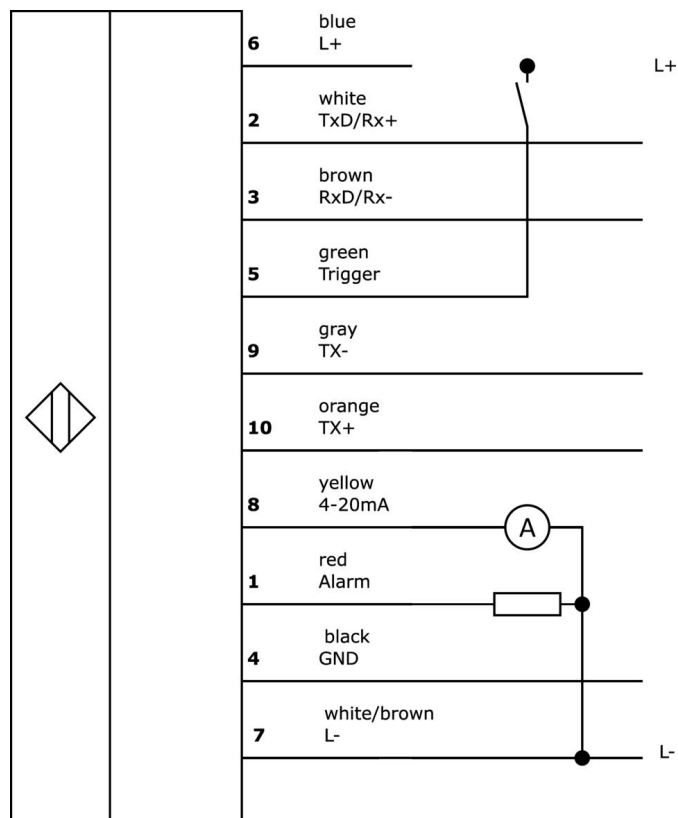 blue
6 L+
L+
white
2 TxD/Rx+
brown
3 RxD/Rx-
green
5 Trigger
gray
9 TX-
orange
10 TX+
yellow
8 4-20mA
A
red
1 Alarm
black
4 GND
white/brown
7 L-
L-